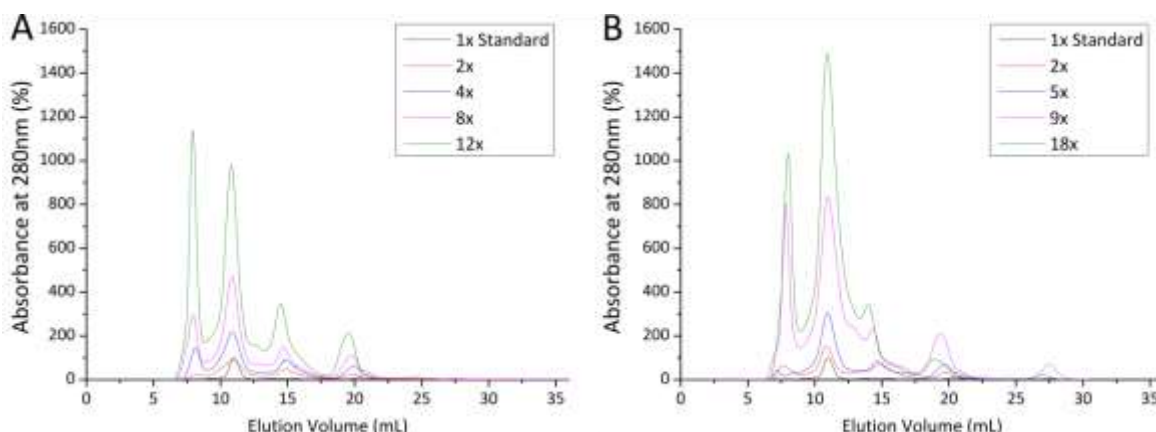 A
1600
1400
1200
1000
800
600
400
200
0
Absorbance at 280nm (%)
1x Standard
2x
4x
8x
12x
0 5 10 15 20 25 30 35
Elution Volume (mL)
B
1600
1400
1200
1000
800
600
400
200
0
Absorbance at 280nm (%)
1x Standard
2x
5x
9x
18x
0 5 10 15 20 25 30 35
Elution Volume (mL)